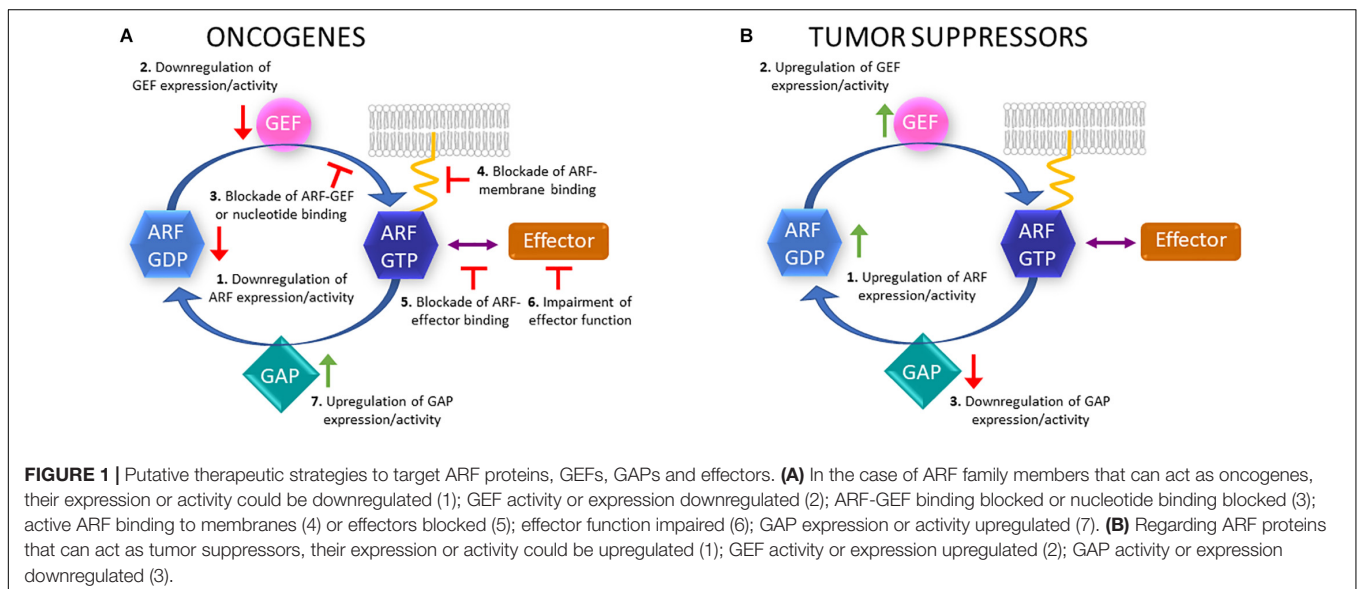 A ONCOGENES
2. Downregulation of
GEF expression/activity
GEF
3. Blockade of ARF-GEF
or nucleotide binding
4. Blockade of ARF-
membrane binding
ARF
GDP
ARF
GTP
Effector
1. Downregulation of
ARF expression/activity
5. Blockade of ARF-
effector binding
6. Impairment of
effector function
GAP
7. Upregulation of GAP
expression/activity
B TUMOR SUPPRESSORS
2. Upregulation of GEF
expression/activity
GEF
ARF
GDP
ARF
GTP
Effector
1. Upregulation of ARF
expression/activity
GAP
3. Downregulation of GAP
expression/activity
FIGURE 1 | Putative therapeutic strategies to target ARF proteins, GEFs, GAPs and effectors. (A) In the case of ARF family members that can act as oncogenes,
their expression or activity could be downregulated (1); GEF activity or expression downregulated (2); ARF-GEF binding blocked or nucleotide binding blocked (3);
active ARF binding to membranes (4) or effectors blocked (5); effector function impaired (6); GAP expression or activity upregulated (7). (B) Regarding ARF proteins
that can act as tumor suppressors, their expression or activity could be upregulated (1); GEF activity or expression upregulated (2); GAP activity or expression
downregulated (3).